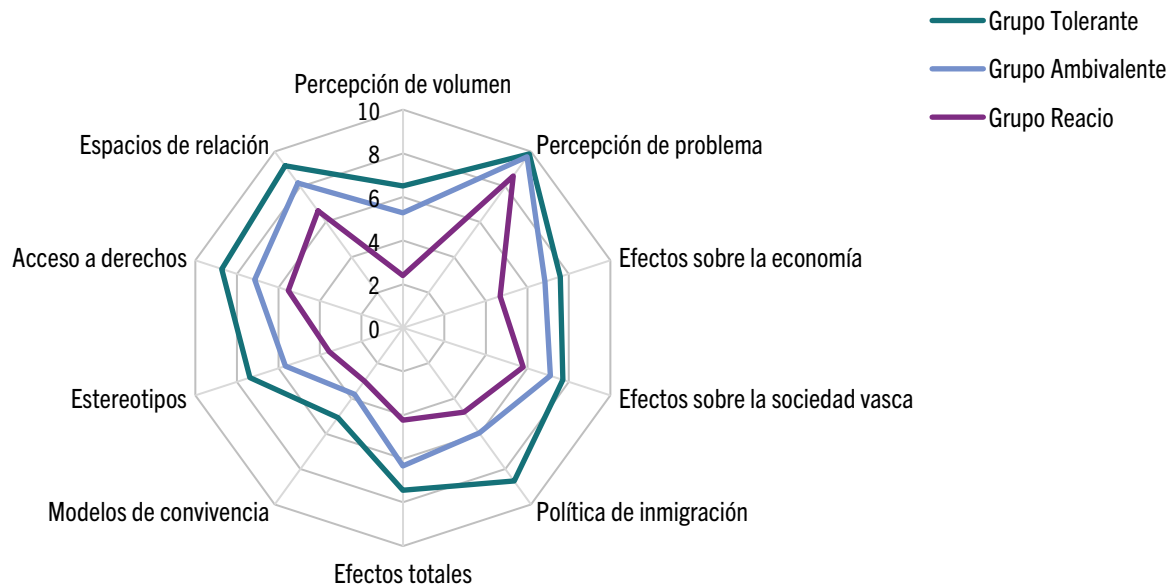 Grupo Tolerante
Grupo Ambivalente
Grupo Reacio
Percepción de volumen
10
8
6
4
2
0
Percepción de problema
Efectos sobre la economía
Efectos sobre la sociedad vasca
Política de inmigración
Efectos totales
Modelos de convivencia
Estereotipos
Acceso a derechos
Espacios de relación